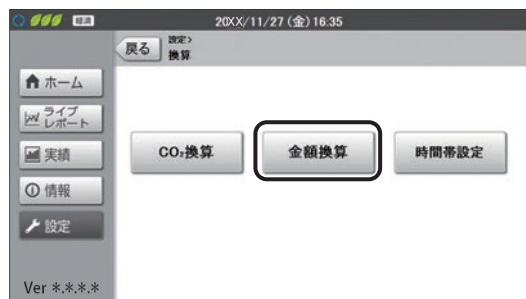 経済 20XX/11/27 (金) 16:35
戻る
設定>
換算
ホーム
ライブ
レポート
実績
情報
設定
CO₂換算 金額換算 時間帯設定
Ver *.*.*.*